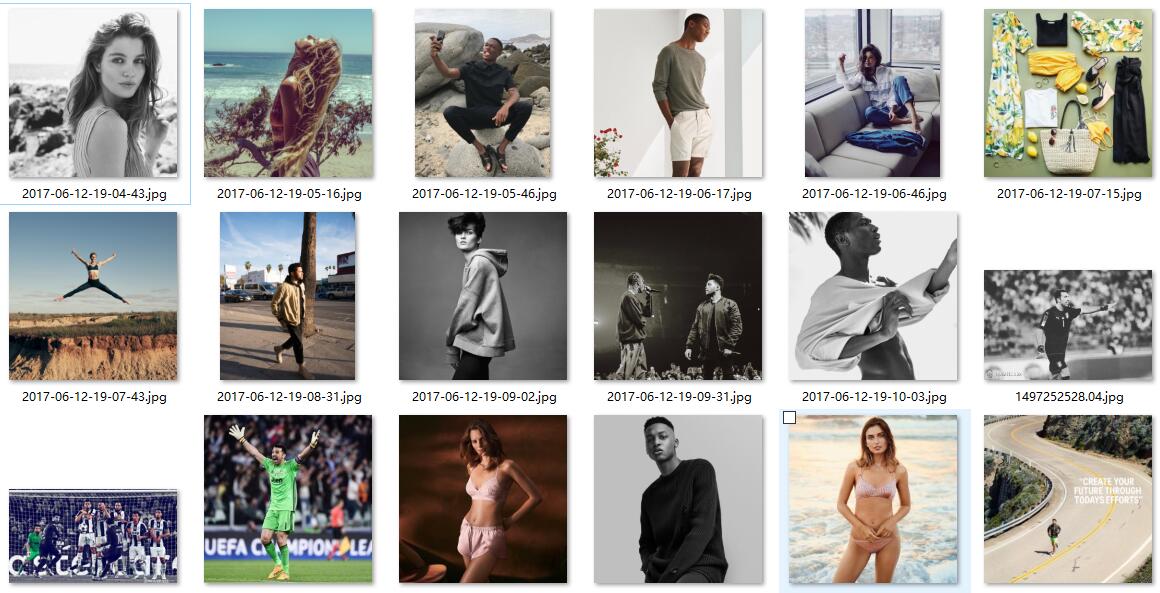 2017-06-12-19-04-43.jpg
2017-06-12-19-05-16.jpg
2017-06-12-19-05-46.jpg
2017-06-12-19-06-17.jpg
2017-06-12-19-06-46.jpg
2017-06-12-19-07-15.jpg
2017-06-12-19-07-43.jpg
2017-06-12-19-08-31.jpg
2017-06-12-19-09-02.jpg
2017-06-12-19-09-31.jpg
2017-06-12-19-10-03.jpg
1497252528.04.jpg
UEFA CHAMPIONS LEA
"CREATE YOUR
FUTURE THROUGH
TODAYS EFFORTS"